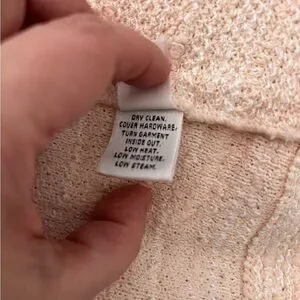 DRY CLEAN.
COVER HARDWARE.
TURN GARMENT
INSIDE OUT.
LOW HEAT.
LOW MOISTURE.
LOW STEAM.